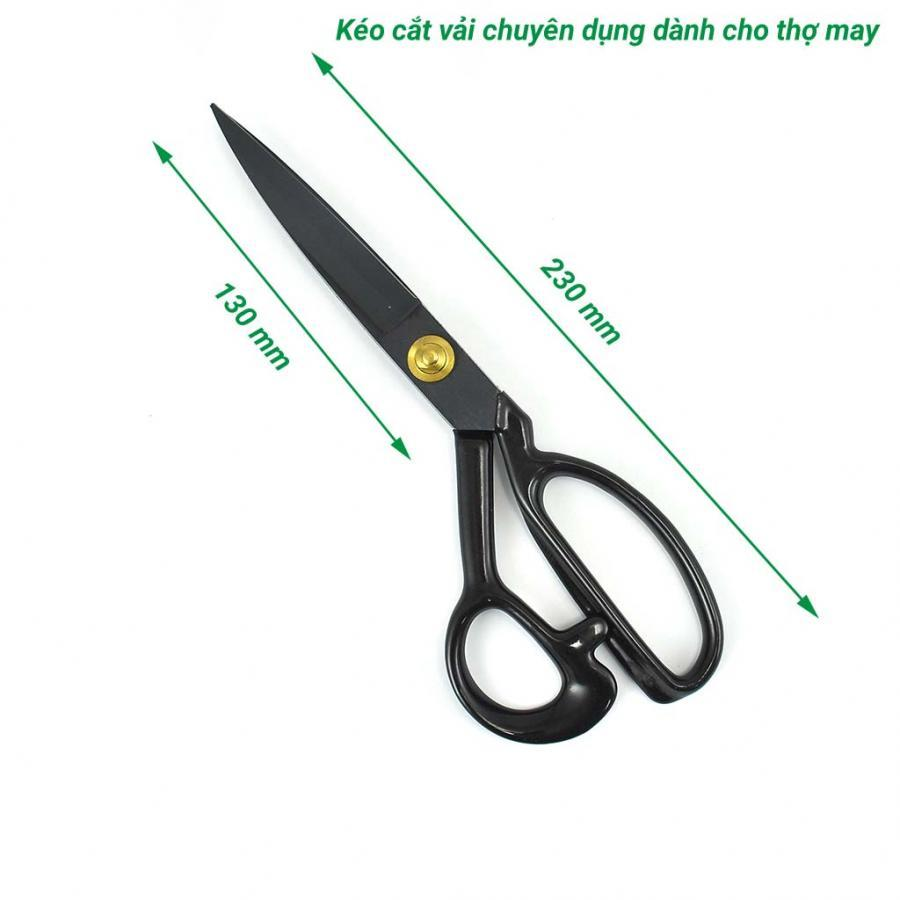 Kéo cắt vải chuyên dụng dành cho thợ may
230 mm
130 mm